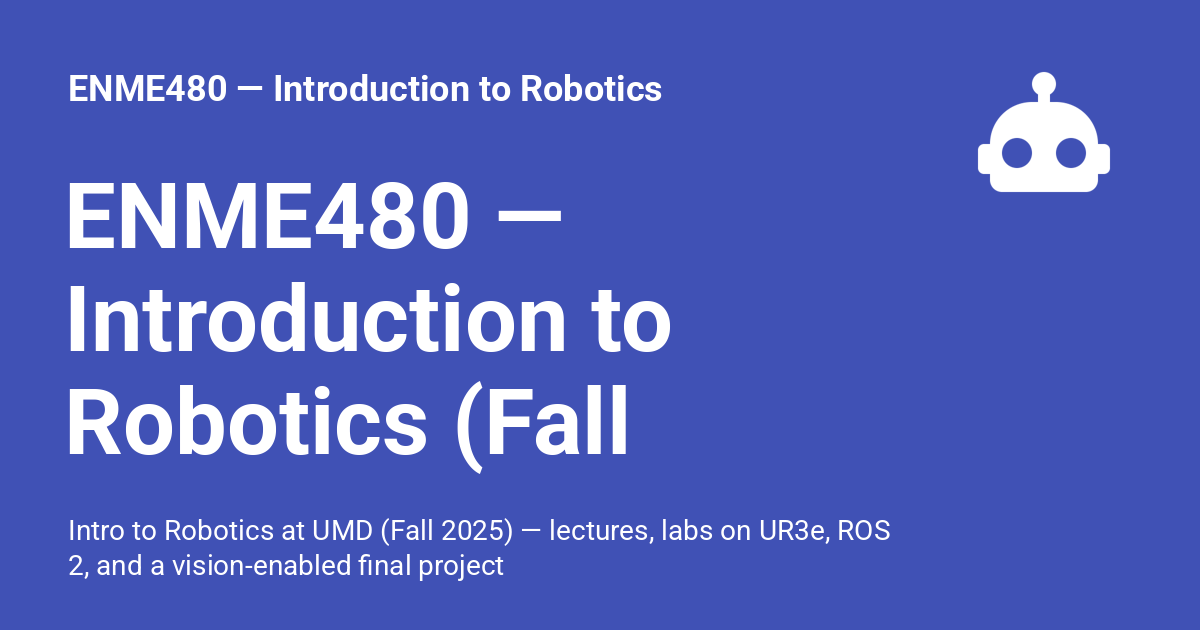 ENME480 — Introduction to Robotics
ENME480 —
Introduction to
Robotics (Fall
Intro to Robotics at UMD (Fall 2025) — lectures, labs on UR3e, ROS
2, and a vision-enabled final project